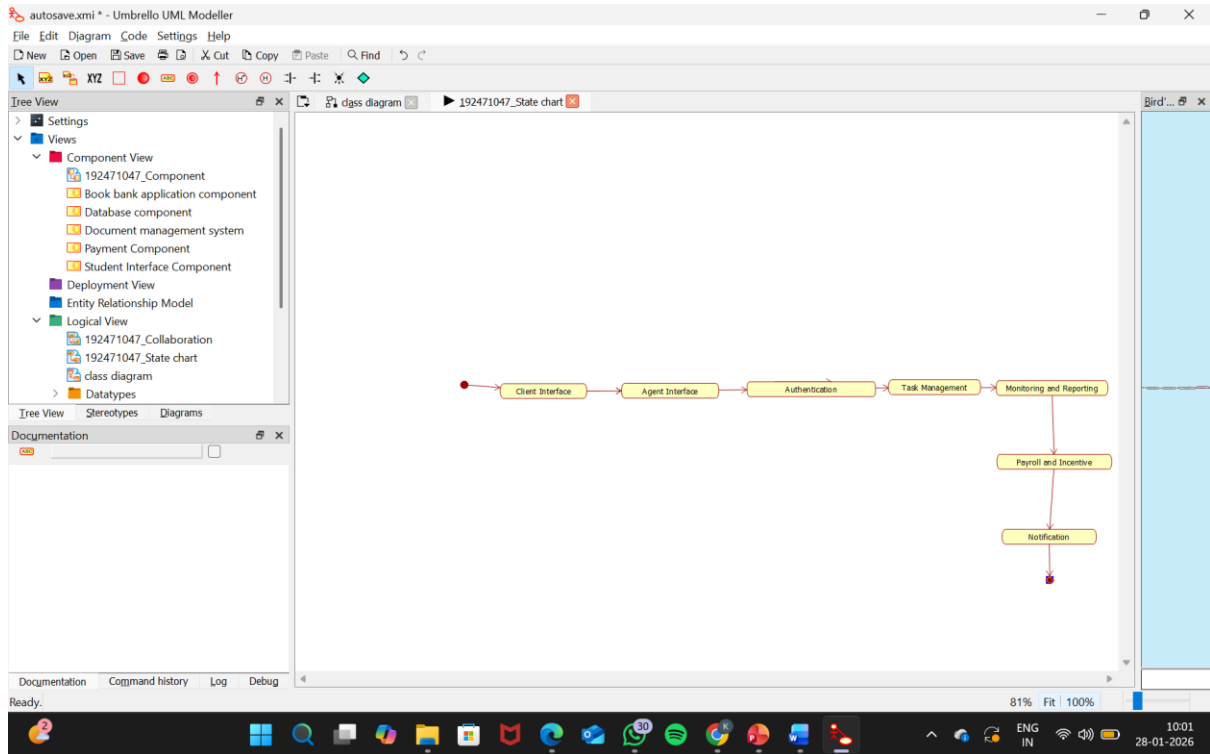 autosave.xmi * - Umbrello UML Modeller
File Edit Diagram Code Settings Help
New Open Save Cut Copy Paste Find
XYZ XYZ ABC H H
Tree View
class diagram 192471047_State chart
Bird'...
Settings
Views
Component View
192471047_Component
Book bank application component
Database component
Document management system
Payment Component
Student Interface Component
Deployment View
Entity Relationship Model
Logical View
192471047_Collaboration
192471047_State chart
class diagram
Datatypes
Tree View Stereotypes Diagrams
Documentation
ABC
Client Interface Agent Interface Authentication Task Management Monitoring and Reporting
Payroll and Incentive
Notification
Documentation Command history Log Debug
Ready. 81% Fit 100%
2 30 K ENG 10:01
IN 28-01-2026